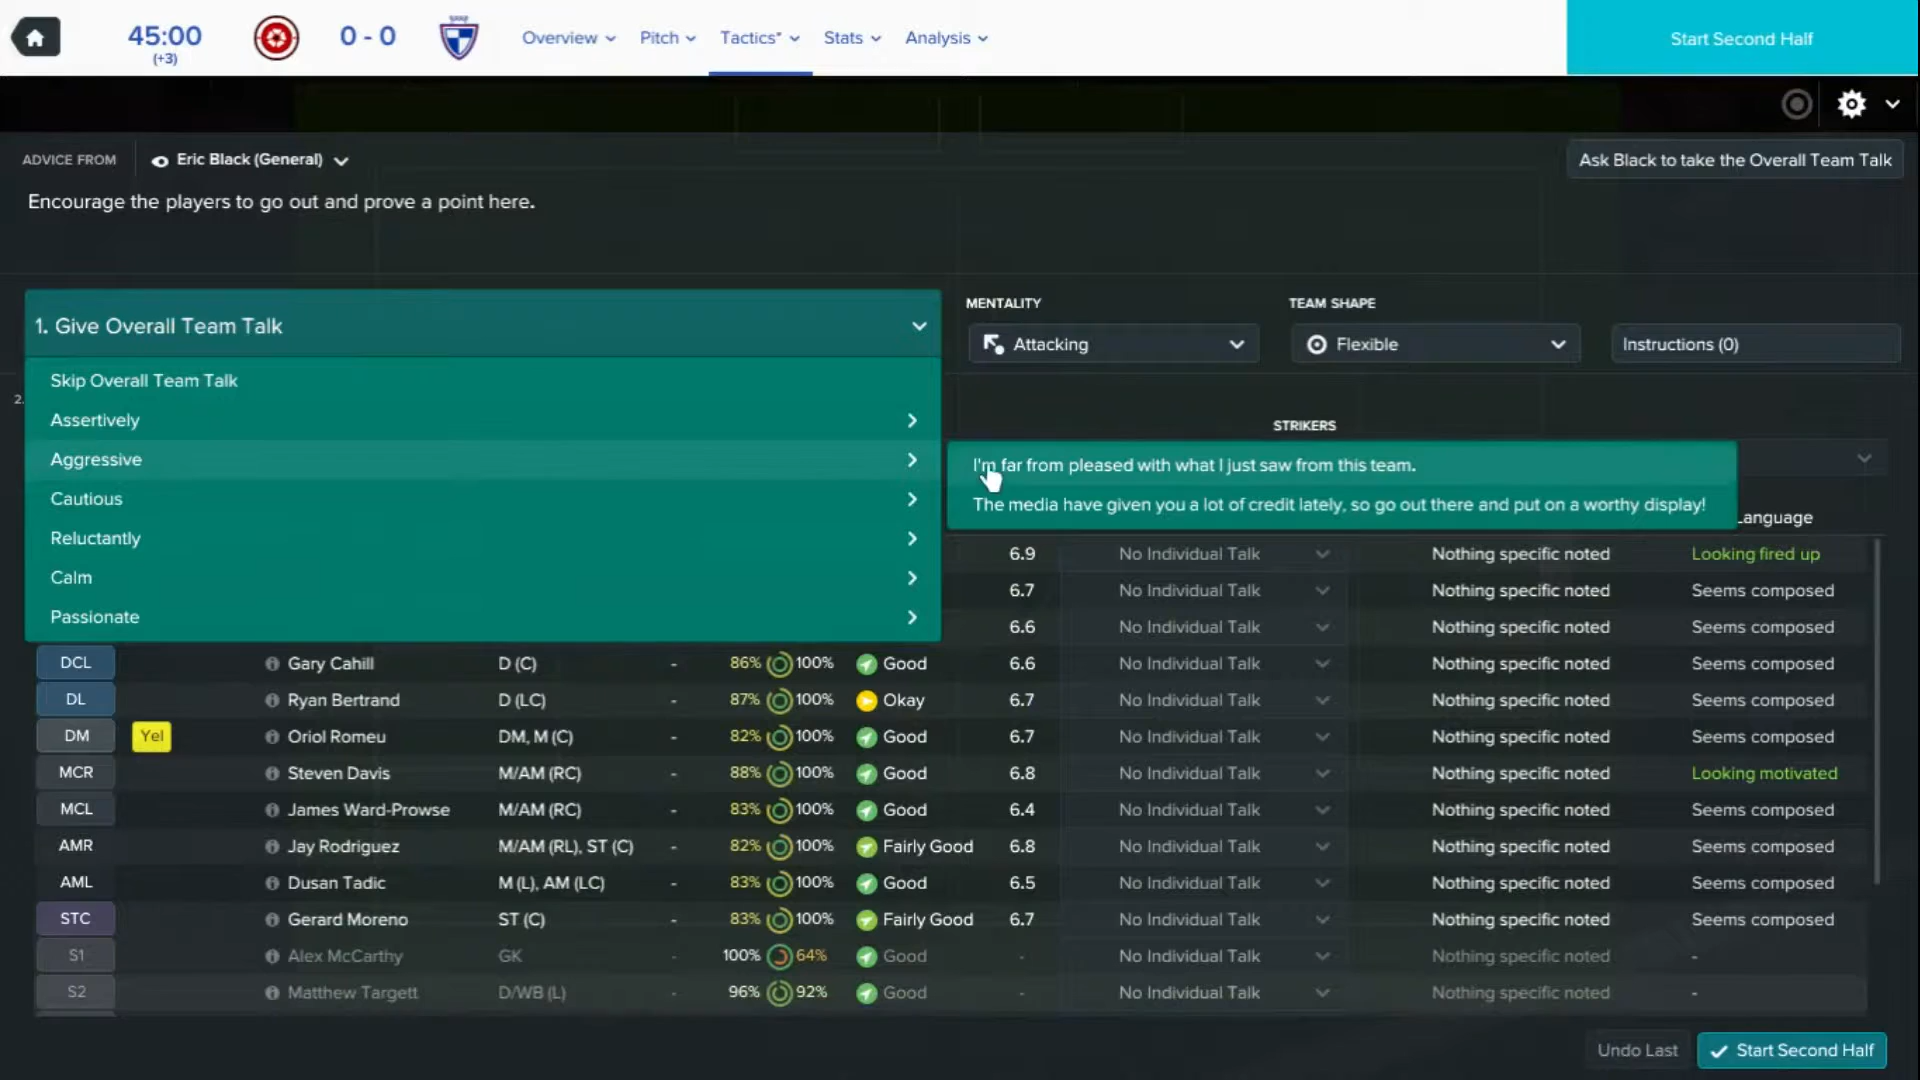 45:00
(+3)
0 - 0
Overview
Pitch
Tactics*
Stats
Analysis
Start Second Half
ADVICE FROM
Eric Black (General)
Ask Black to take the Overall Team Talk
Encourage the players to go out and prove a point here.
1. Give Overall Team Talk
MENTALITY
TEAM SHAPE
Attacking
Flexible
Instructions (0)
Skip Overall Team Talk
2.
Assertively
STRIKERS
Aggressive
I'm far from pleased with what I just saw from this team.
Cautious
The media have given you a lot of credit lately, so go out there and put on a worthy display!
Language
Reluctantly
6.9 No Individual Talk Nothing specific noted Looking fired up
Calm
6.7 No Individual Talk Nothing specific noted Seems composed
Passionate
6.6 No Individual Talk Nothing specific noted Seems composed
DCL Gary Cahill D (C) - 86% 100% Good 6.6 No Individual Talk Nothing specific noted Seems composed
DL Ryan Bertrand D (LC) - 87% 100% Okay 6.7 No Individual Talk Nothing specific noted Seems composed
DM Yel Oriol Romeu DM, M (C) - 82% 100% Good 6.7 No Individual Talk Nothing specific noted Seems composed
MCR Steven Davis M/AM (RC) - 88% 100% Good 6.8 No Individual Talk Nothing specific noted Looking motivated
MCL James Ward-Prowse M/AM (RC) - 83% 100% Good 6.4 No Individual Talk Nothing specific noted Seems composed
AMR Jay Rodriguez M/AM (RL), ST (C) - 82% 100% Fairly Good 6.8 No Individual Talk Nothing specific noted Seems composed
AML Dusan Tadic M (L), AM (LC) - 83% 100% Good 6.5 No Individual Talk Nothing specific noted Seems composed
STC Gerard Moreno ST (C) - 83% 100% Fairly Good 6.7 No Individual Talk Nothing specific noted Seems composed
S1 Alex McCarthy GK - 100% 64% Good - No Individual Talk Nothing specific noted -
S2 Matthew Targett D/WB (L) - 96% 92% Good - No Individual Talk Nothing specific noted -
Undo Last
Start Second Half